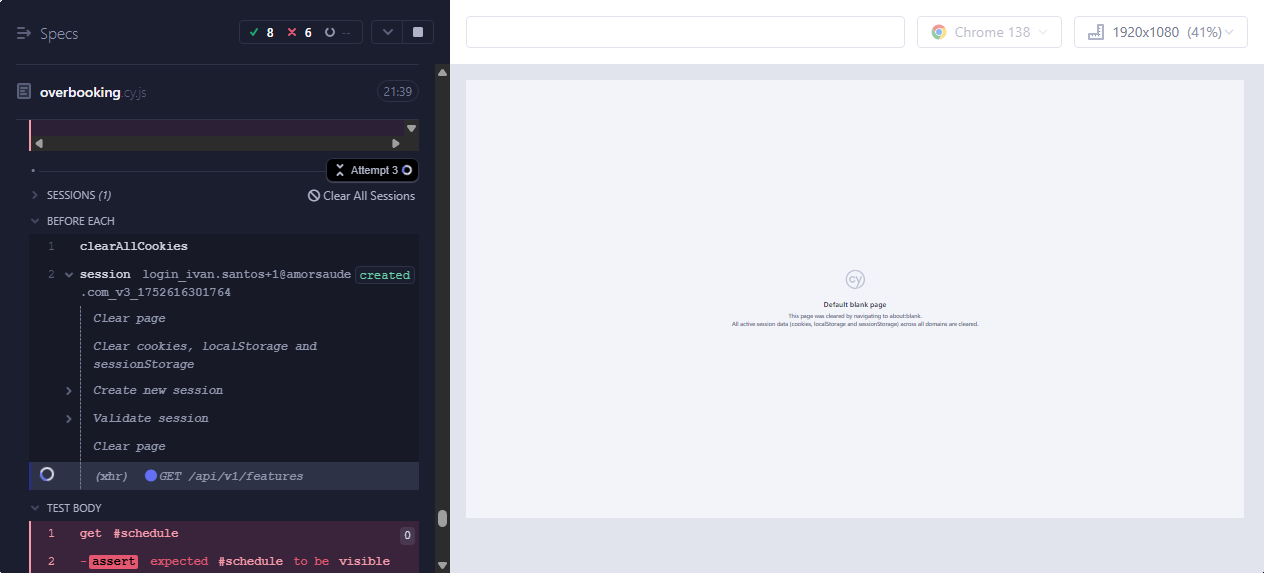 Specs
8 6 --
overbooking.cy.js
21:39
Attempt 3
SESSIONS (1)
Clear All Sessions
BEFORE EACH
1 clearAllCookies
2 session login_ivan.santos+1@amorsaude created
.com_v3_1752616301764
Clear page
Clear cookies, localStorage and
sessionStorage
Create new session
Validate session
Clear page
(xhr) GET /api/v1/features
TEST BODY
1 get #schedule 0
2 -assert expected #schedule to be visible
Chrome 138
1920x1080 (41%)
cy
Default blank page
This page was cleared by navigating to about:blank.
All active session data (cookies, localStorage and sessionStorage) across all domains are cleared.